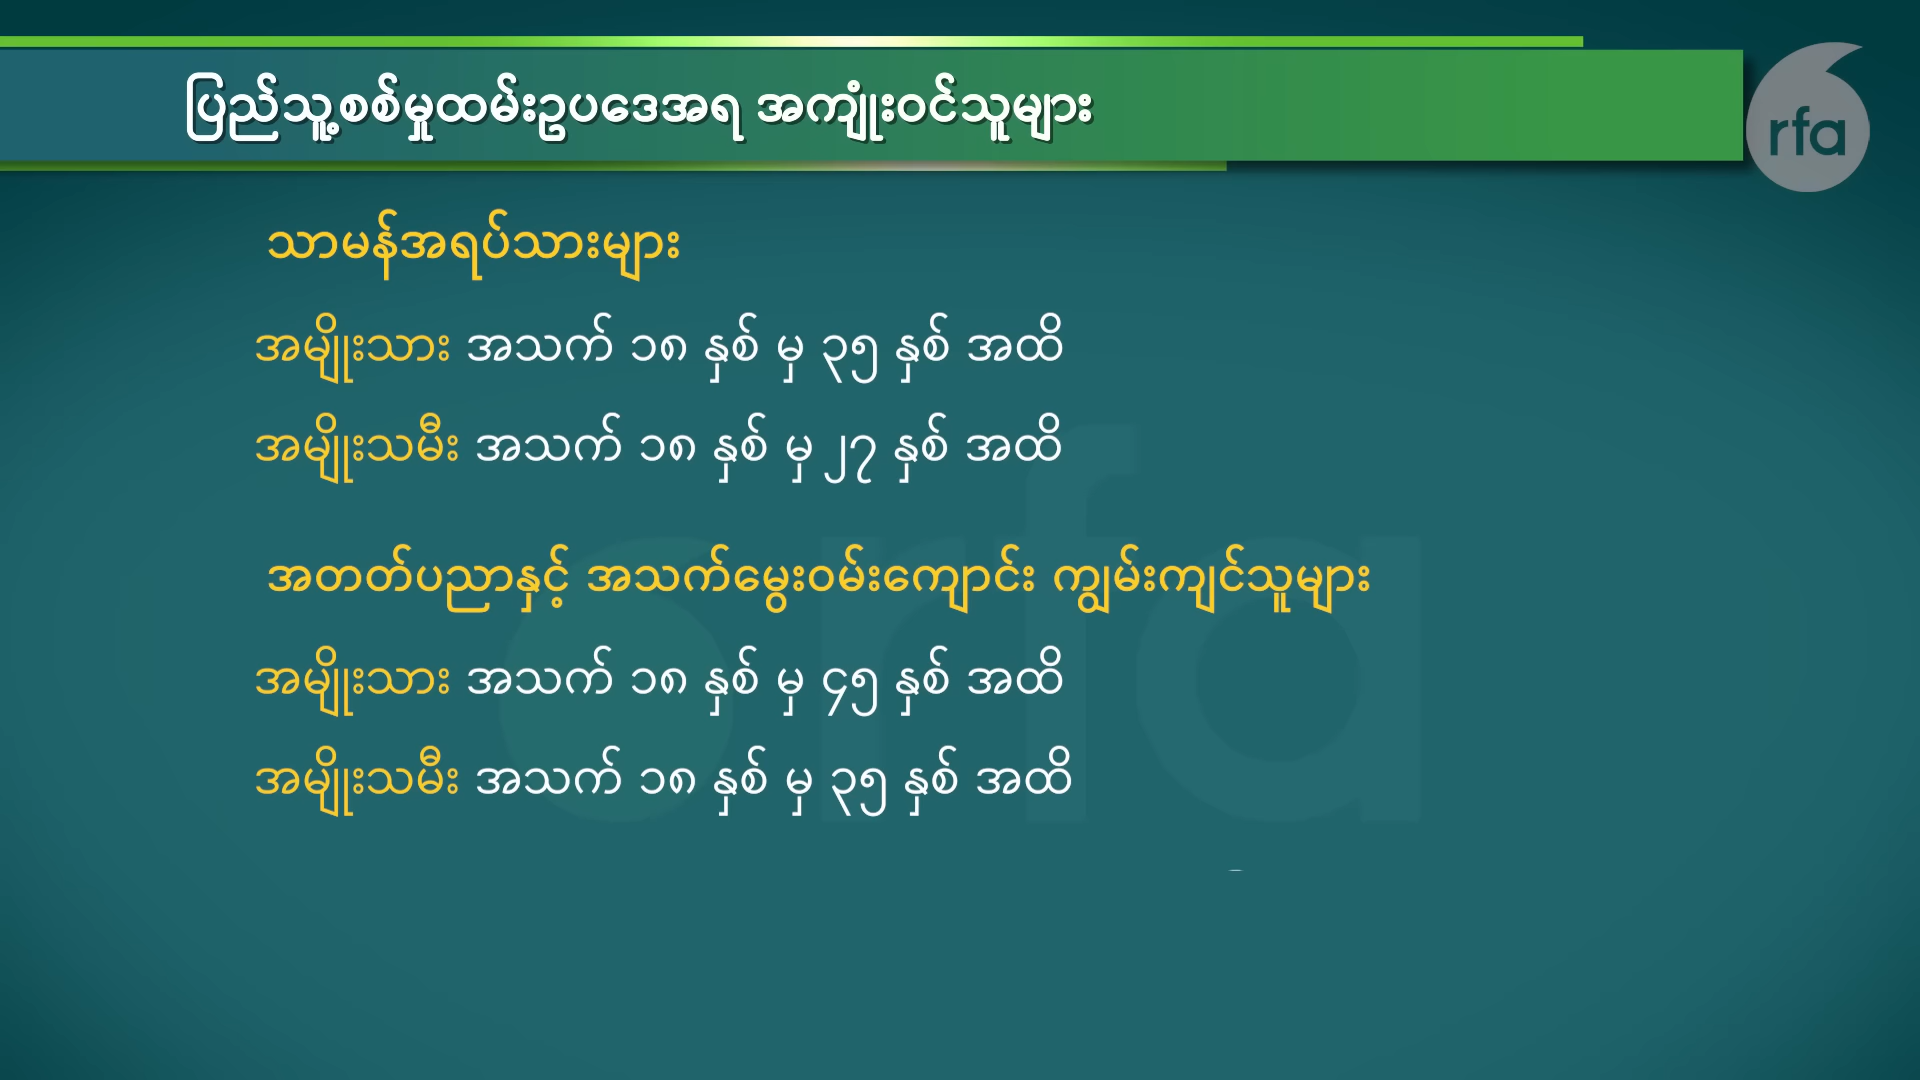 ပြည်သူ့စစ်မှုထမ်းဥပဒေအရ အကျုံးဝင်သူများ
rfa
သာမန်အရပ်သားများ
အမျိုးသား အသက် ၁၈ နှစ် မှ ၃၅ နှစ် အထိ
အမျိုးသမီး အသက် ၁၈ နှစ် မှ ၂၇ နှစ် အထိ
အတတ်ပညာနှင့် အသက်မွေးဝမ်းကျောင်း ကျွမ်းကျင်သူများ
အမျိုးသား အသက် ၁၈ နှစ် မှ ၄၅ နှစ် အထိ
အမျိုးသမီး အသက် ၁၈ နှစ် မှ ၃၅ နှစ် အထိ
rfa